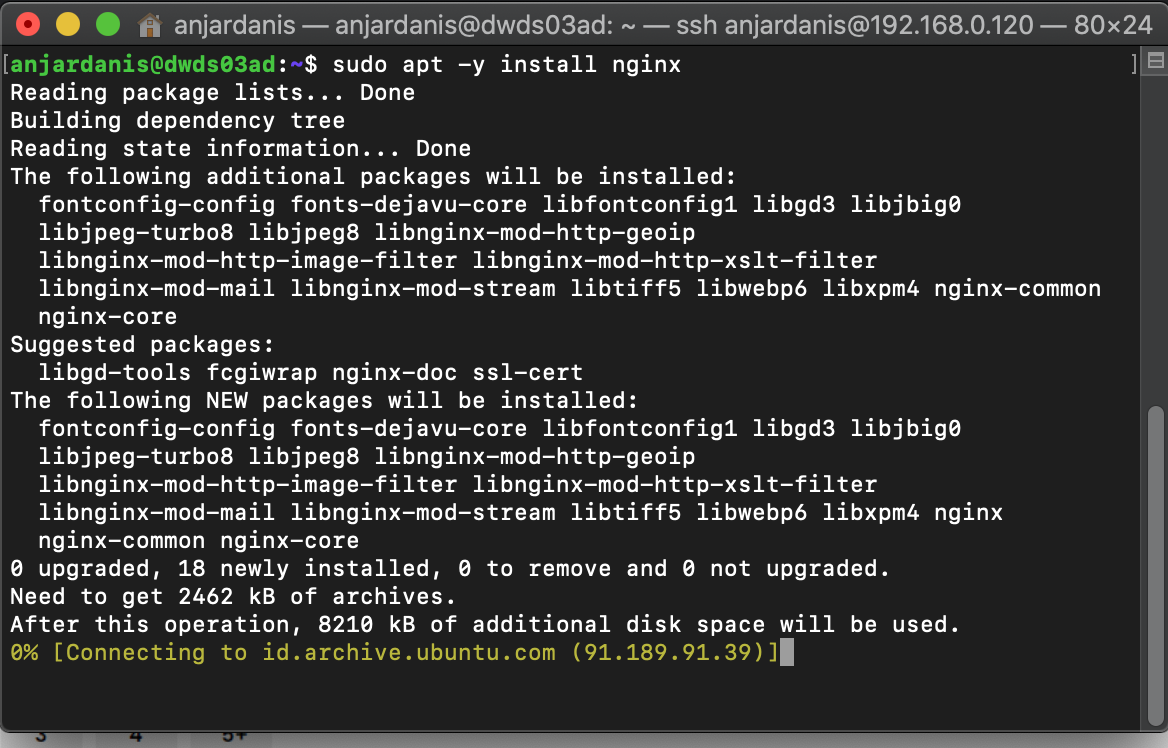 anjardanis — anjardanis@dwds03ad: ~ — ssh anjardanis@192.168.0.120 — 80×24
[anjardanis@dwds03ad:~$ sudo apt -y install nginx ]
Reading package lists... Done
Building dependency tree
Reading state information... Done
The following additional packages will be installed:
  fontconfig-config fonts-dejavu-core libfontconfig1 libgd3 libjbig0
  libjpeg-turbo8 libjpeg8 libnginx-mod-http-geoip
  libnginx-mod-http-image-filter libnginx-mod-http-xslt-filter
  libnginx-mod-mail libnginx-mod-stream libtiff5 libwebp6 libxpm4 nginx-common
  nginx-core
Suggested packages:
  libgd-tools fcgiwrap nginx-doc ssl-cert
The following NEW packages will be installed:
  fontconfig-config fonts-dejavu-core libfontconfig1 libgd3 libjbig0
  libjpeg-turbo8 libjpeg8 libnginx-mod-http-geoip
  libnginx-mod-http-image-filter libnginx-mod-http-xslt-filter
  libnginx-mod-mail libnginx-mod-stream libtiff5 libwebp6 libxpm4 nginx
  nginx-common nginx-core
0 upgraded, 18 newly installed, 0 to remove and 0 not upgraded.
Need to get 2462 kB of archives.
After this operation, 8210 kB of additional disk space will be used.
0% [Connecting to id.archive.ubuntu.com (91.189.91.39)]
3 4 5+